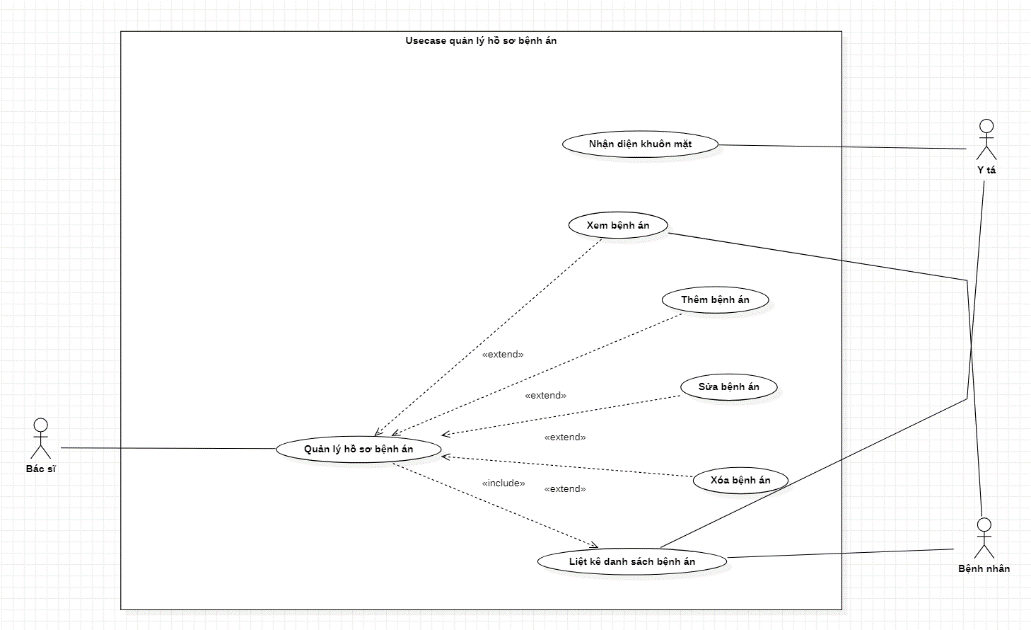 Usecase quản lý hồ sơ bệnh án
Nhận diện khuôn mặt
Y tá
Xem bệnh án
Thêm bệnh án
«extend»
Sửa bệnh án
«extend»
«extend»
Quản lý hồ sơ bệnh án
Bác sĩ
Xóa bệnh án
«include»
«extend»
Liệt kê danh sách bệnh án
Bệnh nhân